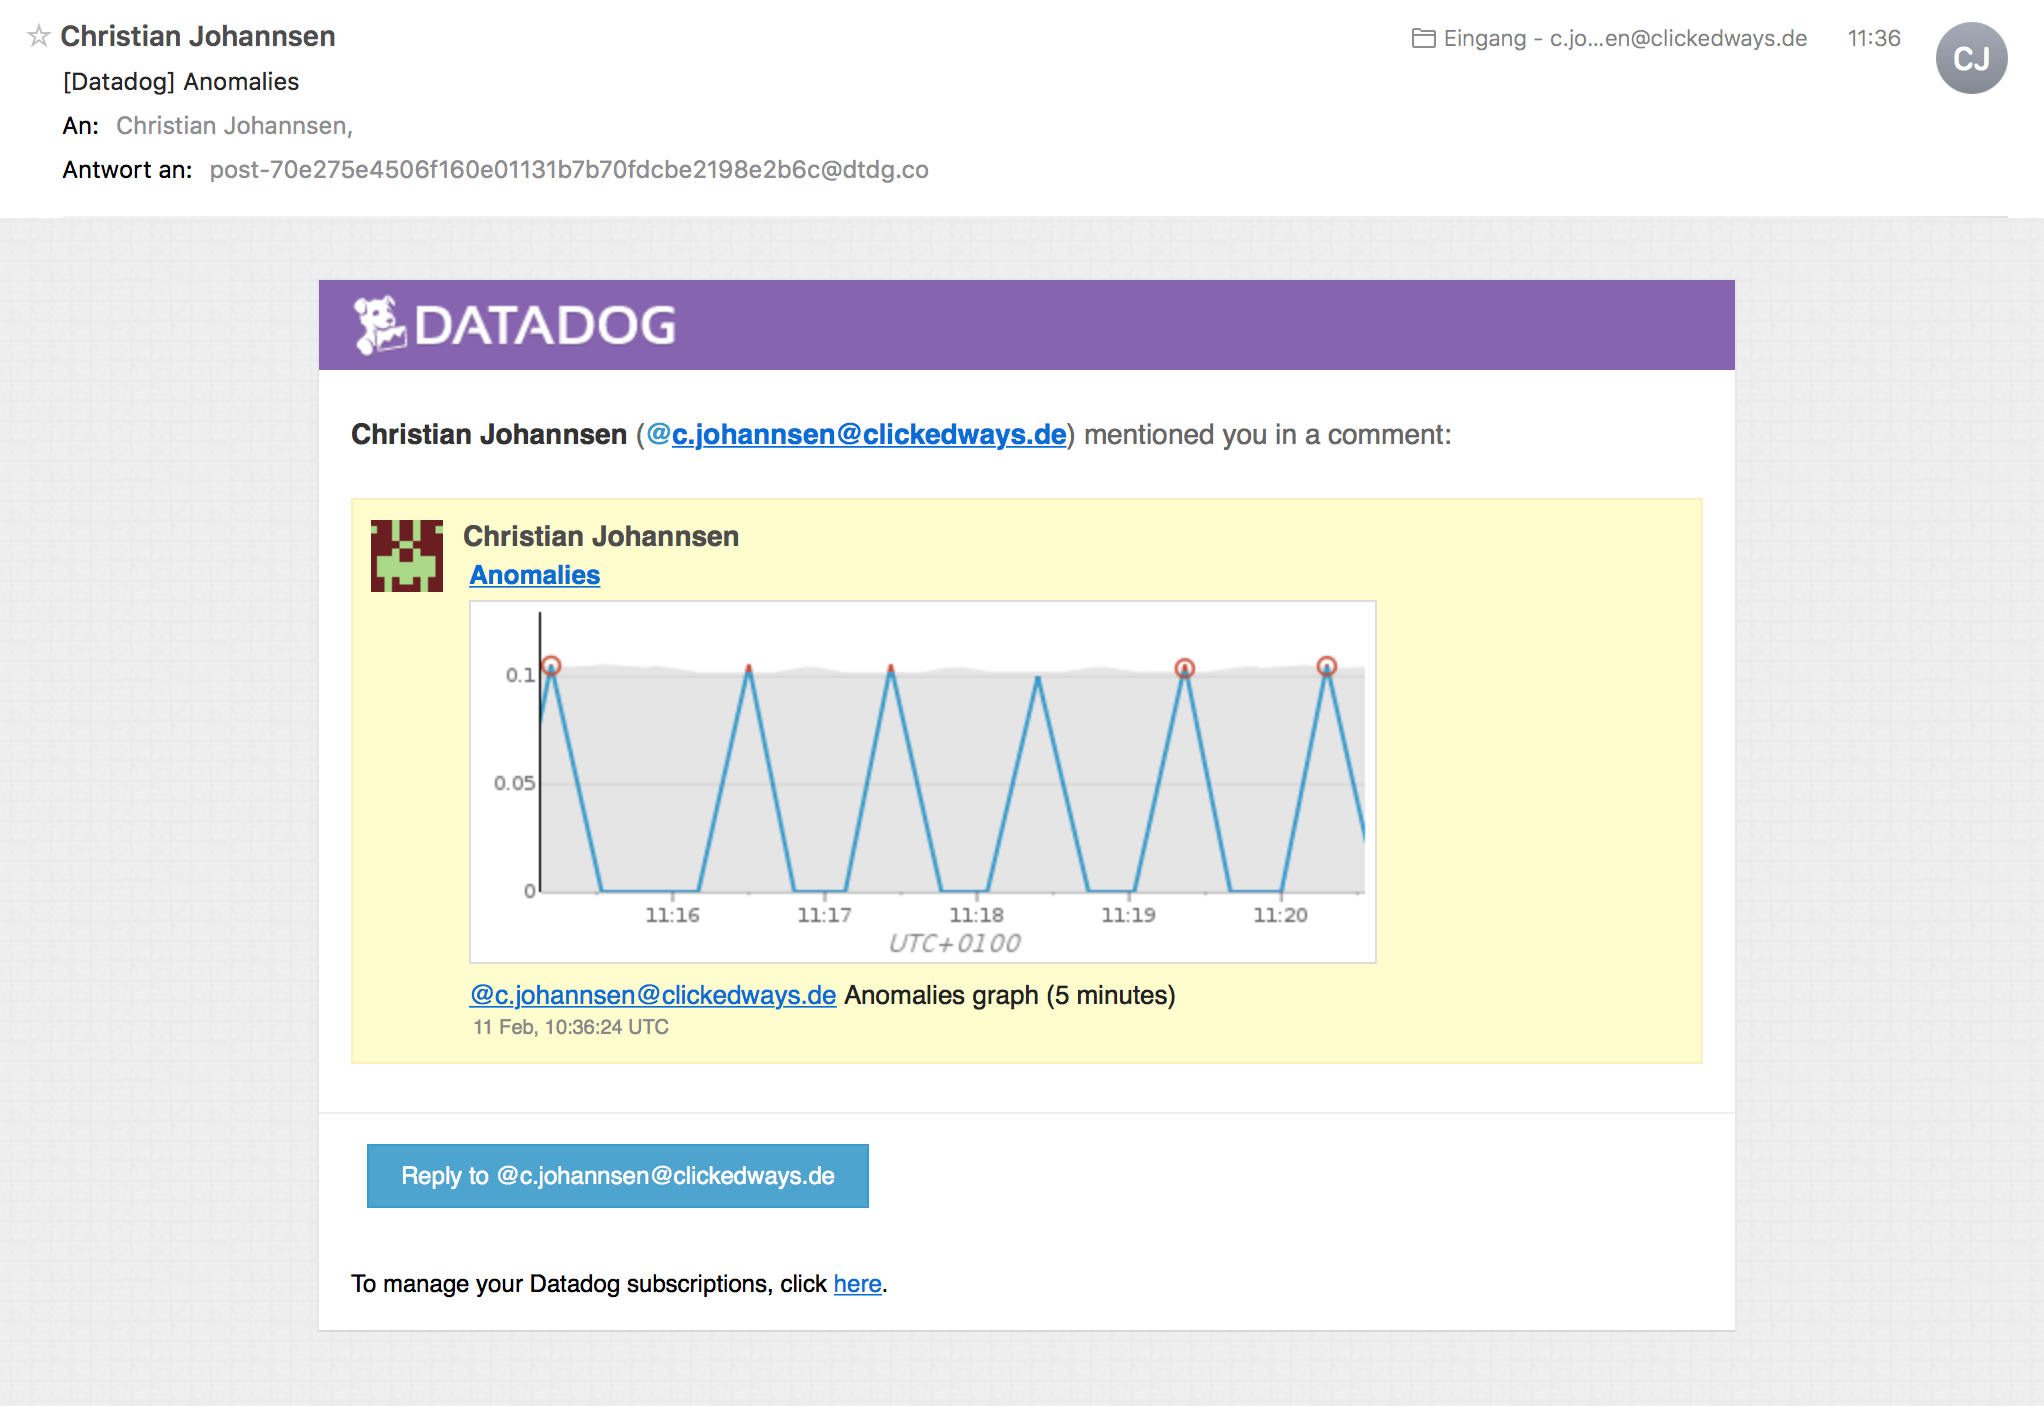 Christian Johannsen
Eingang - c.jo...en@clickedways.de 11:36
CJ
[Datadog] Anomalies
An: Christian Johannsen,
Antwort an: post-70e275e4506f160e01131b7b70fdcbe2198e2b6c@dtdg.co
DATADOG
Christian Johannsen (@c.johannsen@clickedways.de) mentioned you in a comment:
Christian Johannsen
Anomalies
0.1
0.05
0
11:16 11:17 11:18 11:19 11:20
UTC+0100
@c.johannsen@clickedways.de Anomalies graph (5 minutes)
11 Feb, 10:36:24 UTC
Reply to @c.johannsen@clickedways.de
To manage your Datadog subscriptions, click here.